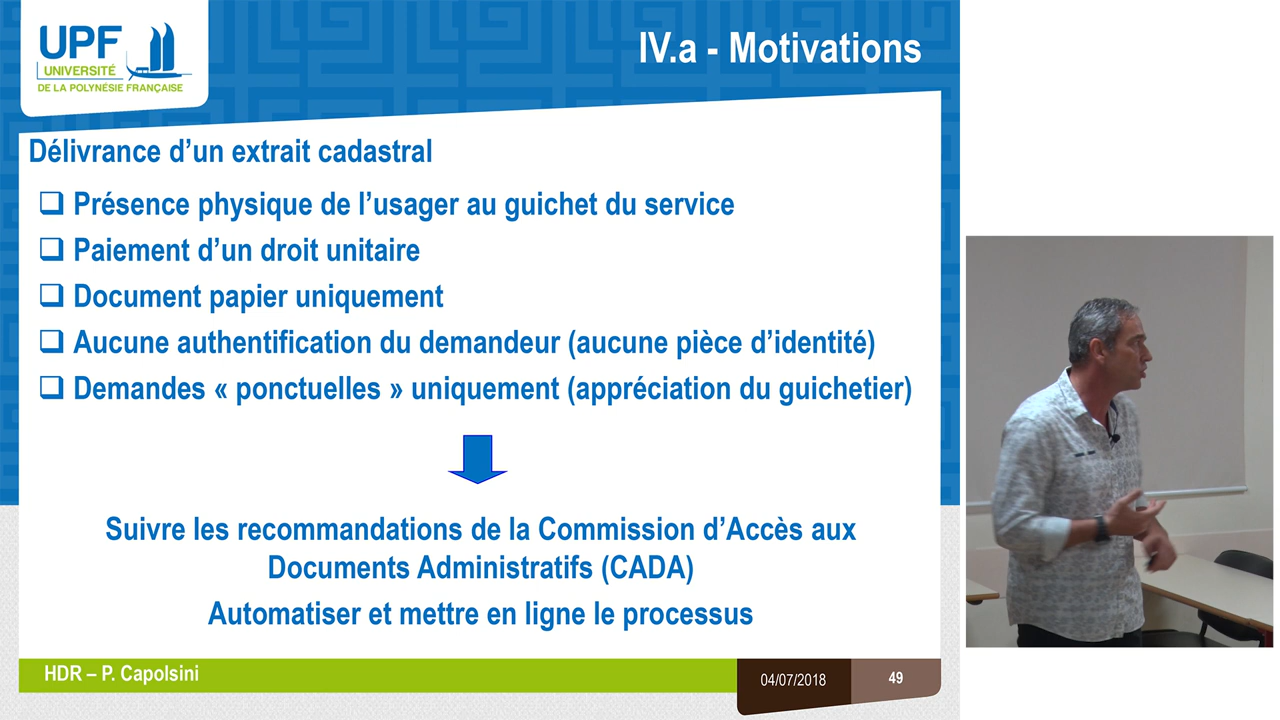 UPF
UNIVERSITÉ
DE LA POLYNÉSIE FRANÇAISE
IV.a - Motivations
Délivrance d’un extrait cadastral
❑ Présence physique de l’usager au guichet du service
❑ Paiement d’un droit unitaire
❑ Document papier uniquement
❑ Aucune authentification du demandeur (aucune pièce d’identité)
❑ Demandes « ponctuelles » uniquement (appréciation du guichetier)
Suivre les recommandations de la Commission d’Accès aux
Documents Administratifs (CADA)
Automatiser et mettre en ligne le processus
HDR – P. Capolsini
04/07/2018
49